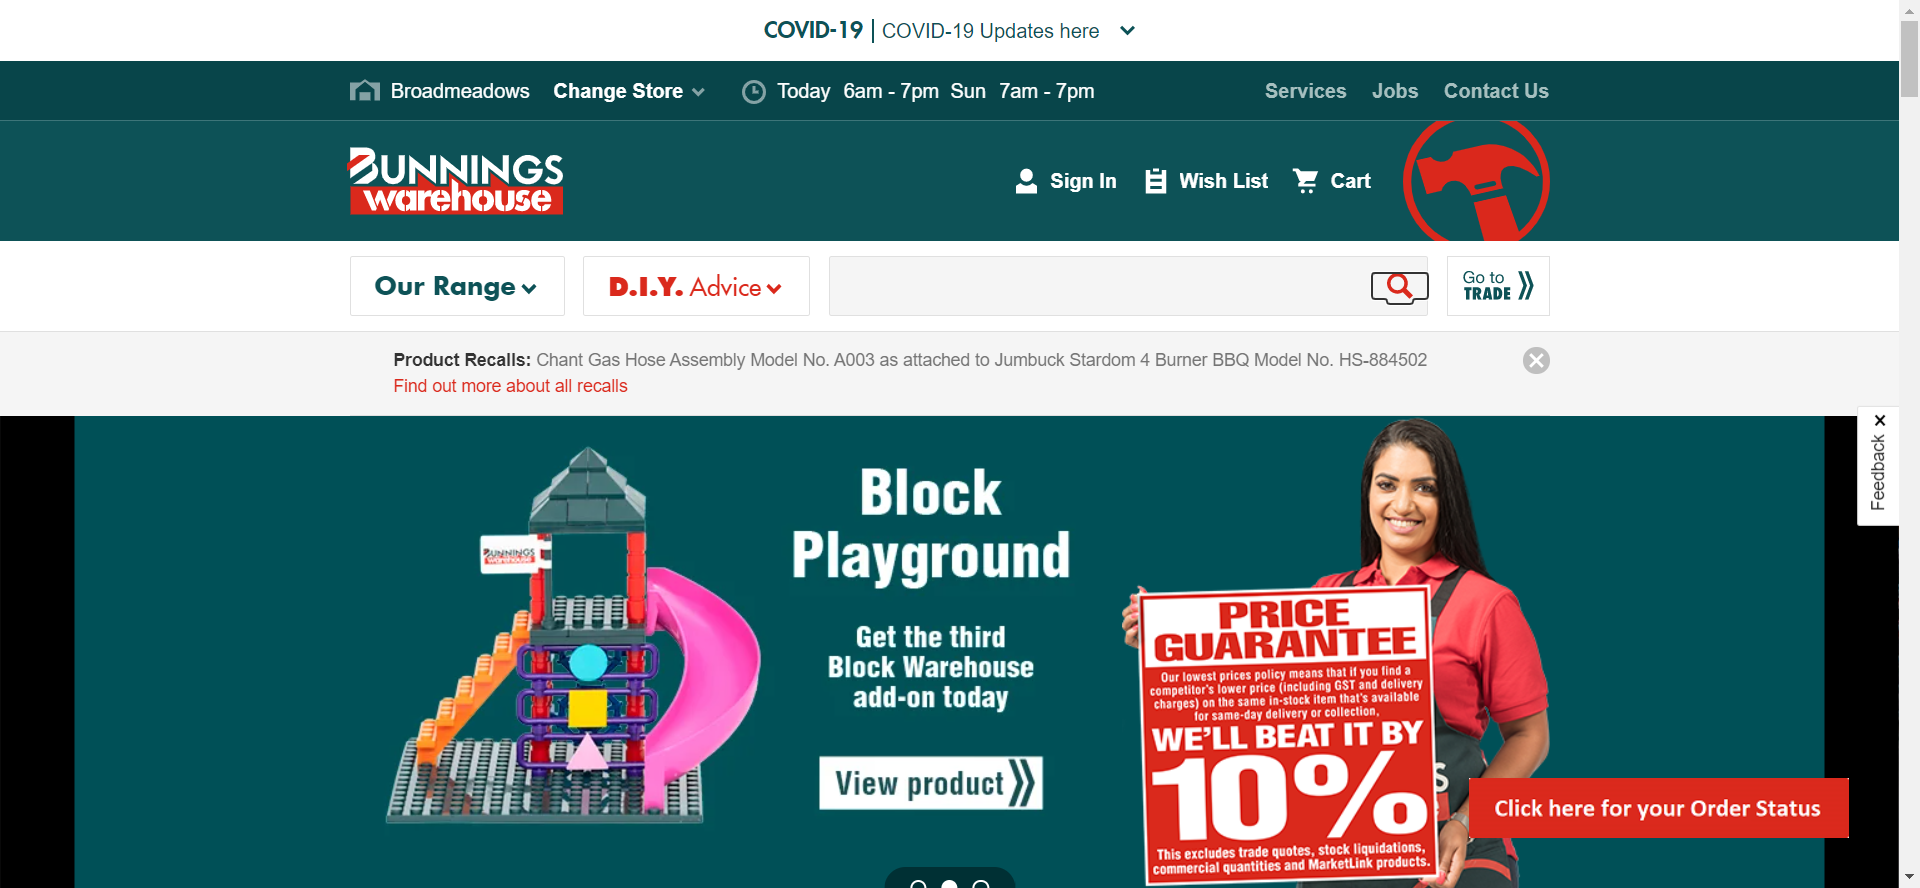 COVID-19 | COVID-19 Updates here
Broadmeadows Change Store Today 6am - 7pm Sun 7am - 7pm Services Jobs Contact Us
BUNNINGS
warehouse
Sign In Wish List Cart
Our Range D.I.Y. Advice
Go to
TRADE
Product Recalls: Chant Gas Hose Assembly Model No. A003 as attached to Jumbuck Stardom 4 Burner BBQ Model No. HS-884502
Find out more about all recalls
Feedback
BUNNINGS
warehouse
Block
Playground
Get the third
Block Warehouse
add-on today
View product
PRICE
GUARANTEE
Our lowest prices policy means that if you find a
competitor's lower price (including GST and delivery
charges) on the same in-stock item that's available
for same-day delivery or collection,
WE'LL BEAT IT BY
10%
This excludes trade quotes, stock liquidations,
commercial quantities and MarketLink products.
Click here for your Order Status